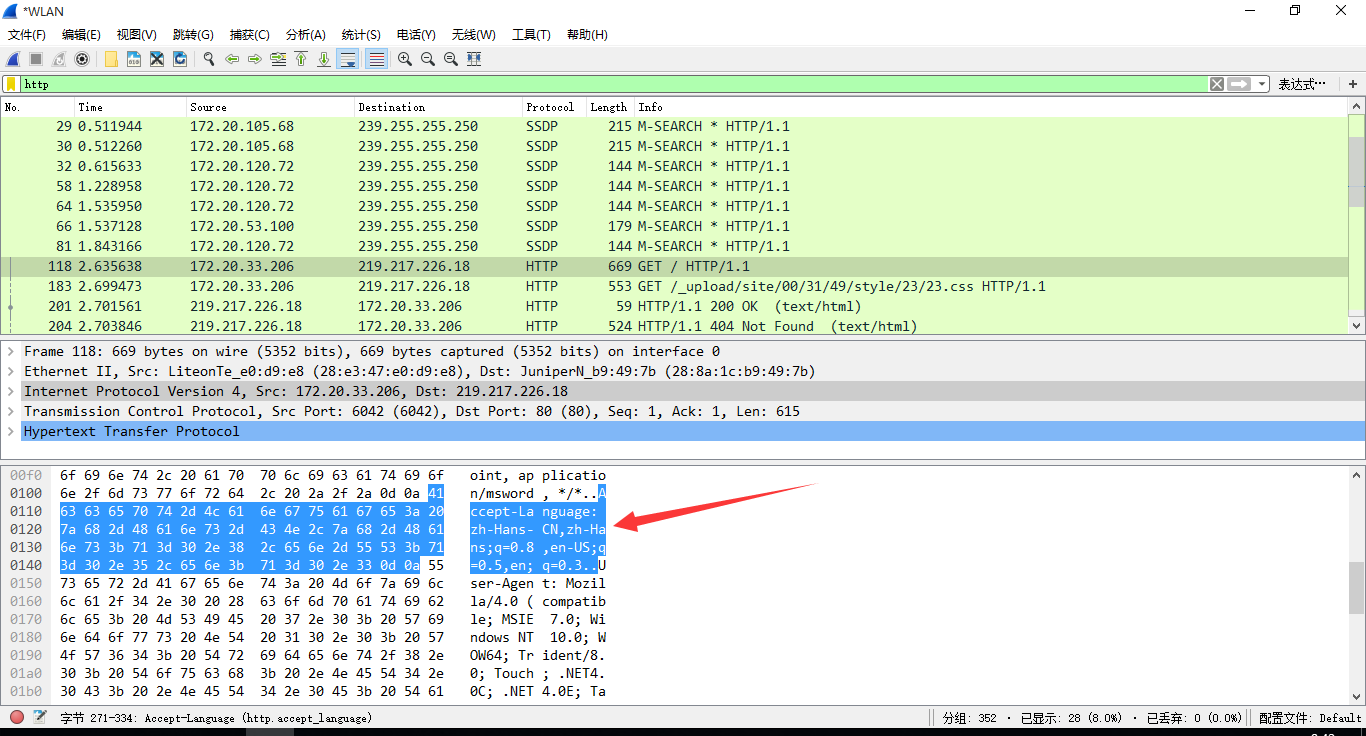 *WLAN
文件(F) 编辑(E) 视图(V) 跳转(G) 捕获(C) 分析(A) 统计(S) 电话(Y) 无线(W) 工具(T) 帮助(H)
http 表达式… +
No. Time Source Destination Protocol Length Info
29 0.511944 172.20.105.68 239.255.255.250 SSDP 215 M-SEARCH * HTTP/1.1
30 0.512260 172.20.105.68 239.255.255.250 SSDP 215 M-SEARCH * HTTP/1.1
32 0.615633 172.20.120.72 239.255.255.250 SSDP 144 M-SEARCH * HTTP/1.1
58 1.228958 172.20.120.72 239.255.255.250 SSDP 144 M-SEARCH * HTTP/1.1
64 1.535950 172.20.120.72 239.255.255.250 SSDP 144 M-SEARCH * HTTP/1.1
66 1.537128 172.20.53.100 239.255.255.250 SSDP 179 M-SEARCH * HTTP/1.1
81 1.843166 172.20.120.72 239.255.255.250 SSDP 144 M-SEARCH * HTTP/1.1
118 2.635638 172.20.33.206 219.217.226.18 HTTP 669 GET / HTTP/1.1
183 2.699473 172.20.33.206 219.217.226.18 HTTP 553 GET /_upload/site/00/31/49/style/23/23.css HTTP/1.1
201 2.701561 219.217.226.18 172.20.33.206 HTTP 59 HTTP/1.1 200 OK (text/html)
204 2.703846 219.217.226.18 172.20.33.206 HTTP 524 HTTP/1.1 404 Not Found (text/html)
Frame 118: 669 bytes on wire (5352 bits), 669 bytes captured (5352 bits) on interface 0
Ethernet II, Src: LiteonTe_e0:d9:e8 (28:e3:47:e0:d9:e8), Dst: JuniperN_b9:49:7b (28:8a:1c:b9:49:7b)
Internet Protocol Version 4, Src: 172.20.33.206, Dst: 219.217.226.18
Transmission Control Protocol, Src Port: 6042 (6042), Dst Port: 80 (80), Seq: 1, Ack: 1, Len: 615
Hypertext Transfer Protocol
00f0 6f 69 6e 74 2c 20 61 70 70 6c 69 63 61 74 69 6f oint, ap plicatio
0100 6e 2f 6d 73 77 6f 72 64 2c 20 2a 2f 2a 0d 0a 41 n/msword , */*..A
0110 63 63 65 70 74 2d 4c 61 6e 67 75 61 67 65 3a 20 ccept-La nguage:
0120 7a 68 2d 48 61 6e 73 2d 43 4e 2c 7a 68 2d 48 61 zh-Hans- CN,zh-Ha
0130 6e 73 3b 71 3d 30 2e 38 2c 65 6e 2d 55 53 3b 71 ns;q=0.8 ,en-US;q
0140 3d 30 2e 35 2c 65 6e 3b 71 3d 30 2e 33 0d 0a 55 =0.5,en; q=0.3..U
0150 73 65 72 2d 41 67 65 6e 74 3a 20 4d 6f 7a 69 6c ser-Agen t: Mozil
0160 6c 61 2f 34 2e 30 20 28 63 6f 6d 70 61 74 69 62 la/4.0 ( compatib
0170 6c 65 3b 20 4d 53 49 45 20 37 2e 30 3b 20 57 69 le; MSIE 7.0; Wi
0180 6e 64 6f 77 73 20 4e 54 20 31 30 2e 30 3b 20 57 ndows NT 10.0; W
0190 4f 57 36 34 3b 20 54 72 69 64 65 6e 74 2f 38 2e OW64; Tr ident/8.
01a0 30 3b 20 54 6f 75 63 68 3b 20 2e 4e 45 54 34 2e 0; Touch ; .NET4.
01b0 30 43 3b 20 2e 4e 45 54 34 2e 30 45 3b 20 54 61 0C; .NET 4.0E; Ta
字节 271-334: Accept-Language (http.accept_language) 分组: 352 · 已显示: 28 (8.0%) · 已丢弃: 0 (0.0%) 配置文件: Default